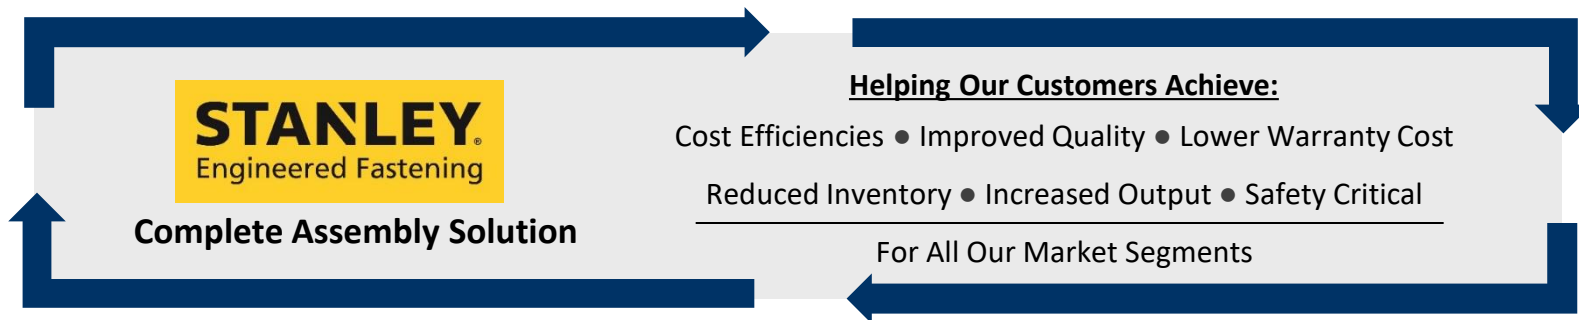 STANLEY®
Engineered Fastening
Complete Assembly Solution
Helping Our Customers Achieve:
Cost Efficiencies ● Improved Quality ● Lower Warranty Cost
Reduced Inventory ● Increased Output ● Safety Critical
For All Our Market Segments